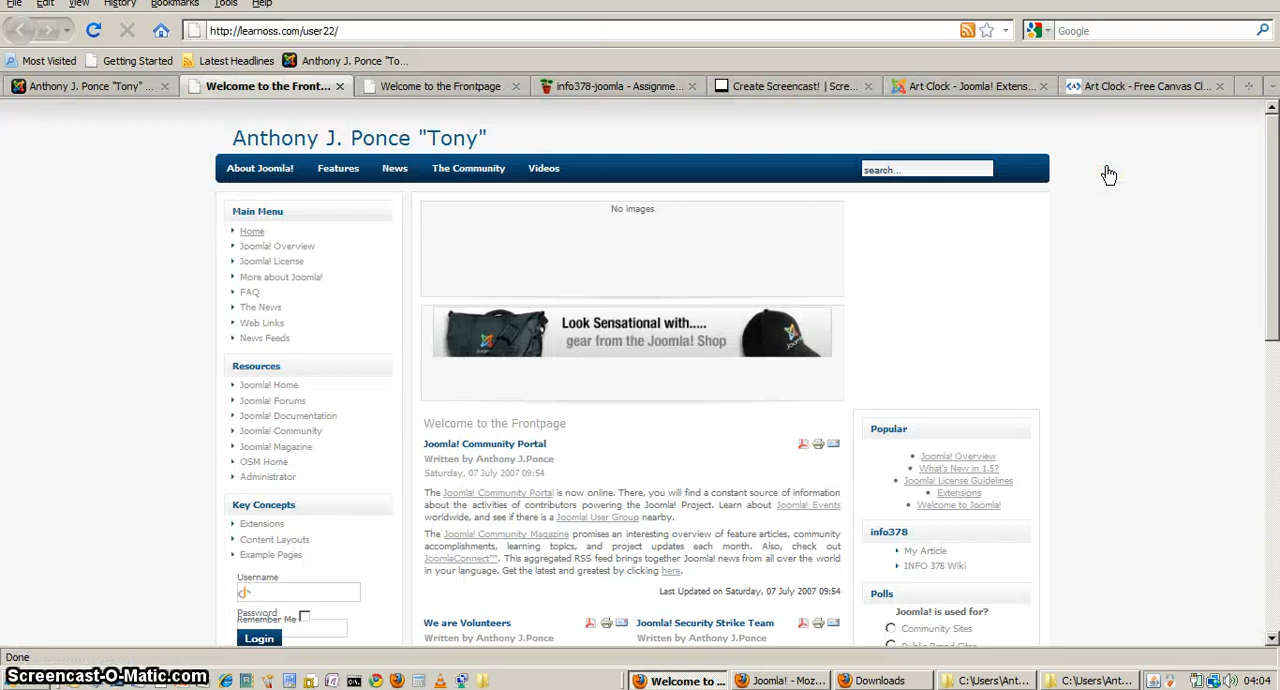 File Edit View History Bookmarks Tools Help
http://learnoss.com/user22/
Google
Most Visited Getting Started Latest Headlines Anthony J. Ponce "To...
Anthony J. Ponce "Tony" ... Welcome to the Front... Welcome to the Frontpage info378-joomla - Assignme... Create Screencast! | Scre... Art Clock - Joomla! Extens... Art Clock - Free Canvas Cl...
Anthony J. Ponce "Tony"
About Joomla! Features News The Community Videos search...
Main Menu
Home
Joomla! Overview
Joomla! License
More about Joomla!
FAQ
The News
Web Links
News Feeds
Resources
Joomla! Home
Joomla! Forums
Joomla! Documentation
Joomla! Community
Joomla! Magazine
OSM Home
Administrator
Key Concepts
Extensions
Content Layouts
Example Pages
Username
Password
Remember Me
Login
No images
Look Sensational with.....
gear from the Joomla! Shop
Welcome to the Frontpage
Joomla! Community Portal
Written by Anthony J.Ponce
Saturday, 07 July 2007 09:54
The Joomla! Community Portal is now online. There, you will find a constant source of information
about the activities of contributors powering the Joomla! Project. Learn about Joomla! Events
worldwide, and see if there is a Joomla! User Group nearby.
The Joomla! Community Magazine promises an interesting overview of feature articles, community
accomplishments, learning topics, and project updates each month. Also, check out
JoomlaConnect™. This aggregated RSS feed brings together Joomla! news from all over the world
in your language. Get the latest and greatest by clicking here.
Last Updated on Saturday, 07 July 2007 09:54
We are Volunteers
Written by Anthony J.Ponce
Joomla! Security Strike Team
Written by Anthony J.Ponce
Popular
Joomla! Overview
What's New in 1.5?
Joomla! License Guidelines
Extensions
Welcome to Joomla!
info378
My Article
INFO 378 Wiki
Polls
Joomla! is used for?
Community Sites
Public Brand Sites
Done
Screencast-O-Matic.com
Welcome to ... Joomla! - Moz... Downloads C:\Users\Ant... C:\Users\Ant... 04:04